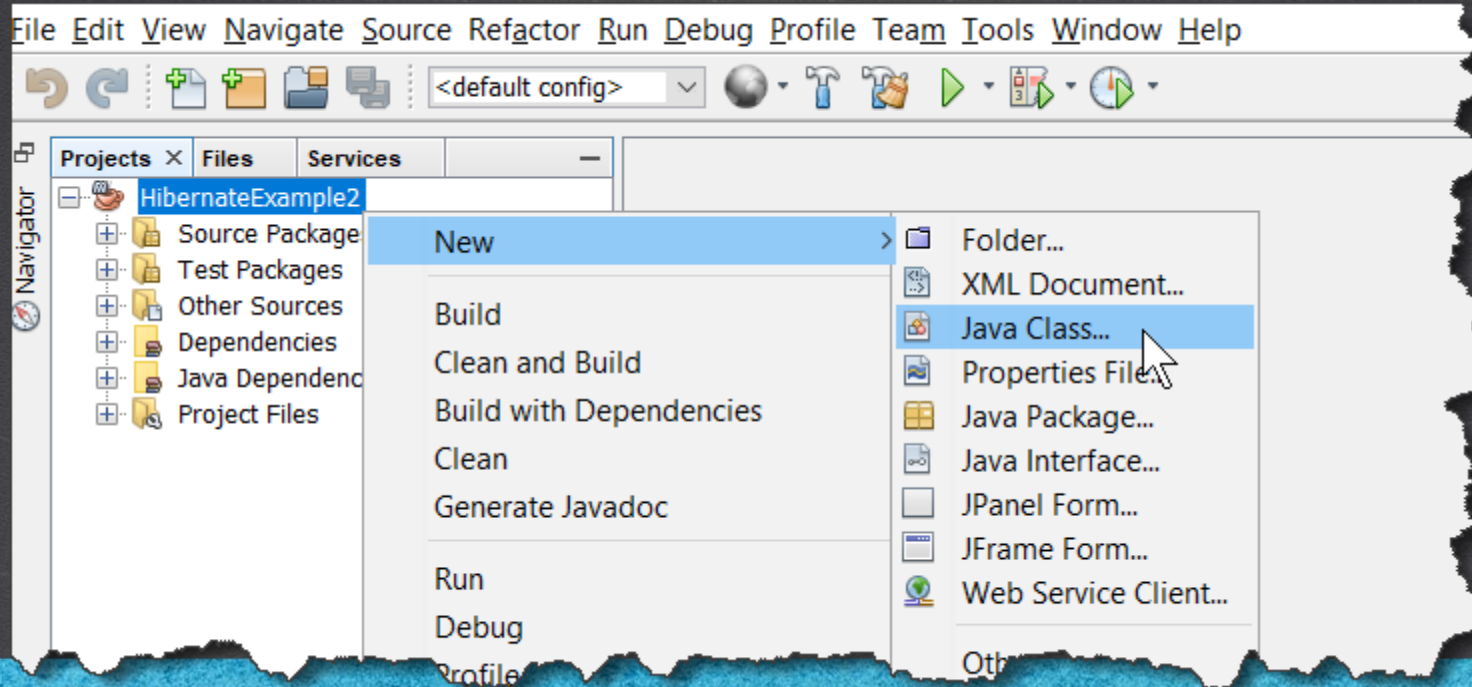 File Edit View Navigate Source Refactor Run Debug Profile Team Tools Window Help
<default config>
Projects Files Services
Navigator
HibernateExample2
Source Package
Test Packages
Other Sources
Dependencies
Java Dependenc
Project Files
New
Build
Clean and Build
Build with Dependencies
Clean
Generate Javadoc
Run
Debug
Profile
Folder...
XML Document...
Java Class...
Properties File...
Java Package...
Java Interface...
JPanel Form...
JFrame Form...
Web Service Client...
Oth